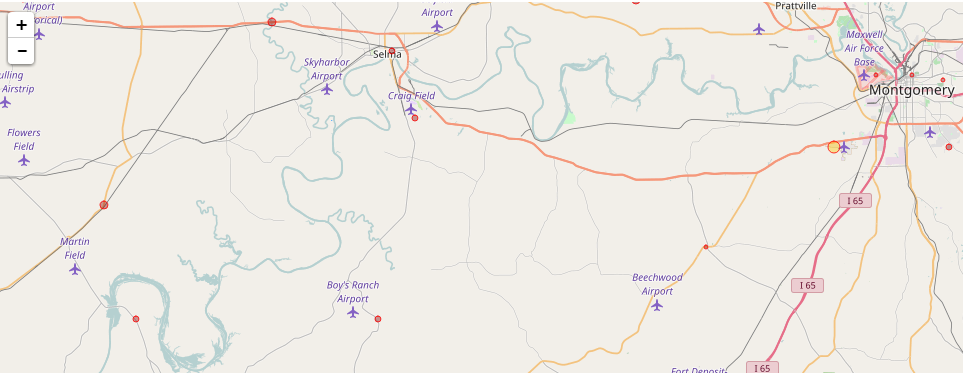 +
−
Airport
orical)
ulling
Airstrip
Flowers
Field
Martin
Field
Airport
Selma
Skyharbor
Airport
Craig Field
Boy's Ranch
Airport
Beechwood
Airport
Prattville
Maxwell
Air Force
Base
Montgomery
I 65
I 65
I 65
Fort Deposit-